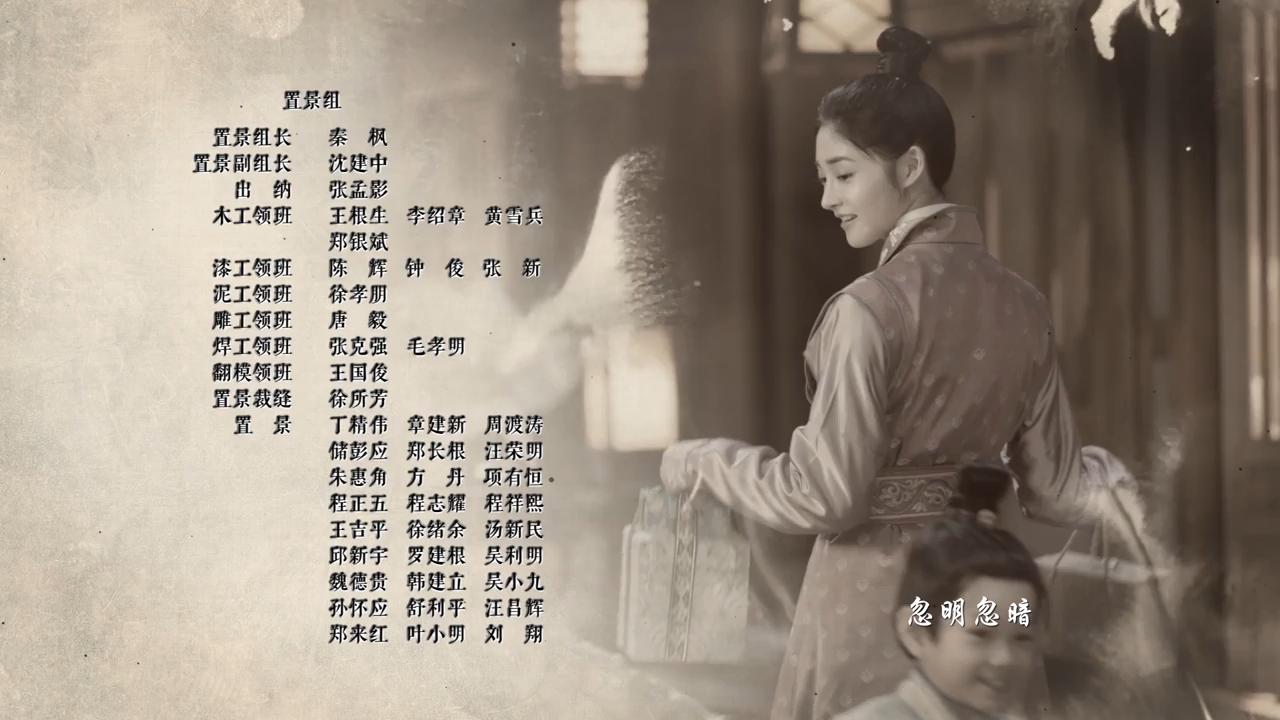 置景组
置景组长 秦 枫
置景副组长 沈建中
出 纳 张孟影
木工领班 王根生 李绍章 黄雪兵
郑银斌
漆工领班 陈 辉 钟 俊 张 新
泥工领班 徐孝朋
雕工领班 唐 毅
焊工领班 张克强 毛孝明
翻模领班 王国俊
置景裁缝 徐所芳
置 景 丁精伟 章建新 周渡涛
储彭应 郑长根 汪荣明
朱惠角 方 丹 项有恒
程正五 程志耀 程祥熙
王吉平 徐绪余 汤新民
邱新宇 罗建根 吴利明
魏德贵 韩建立 吴小九
孙怀应 舒利平 汪昌辉
郑来红 叶小明 刘 翔
忽明忽暗